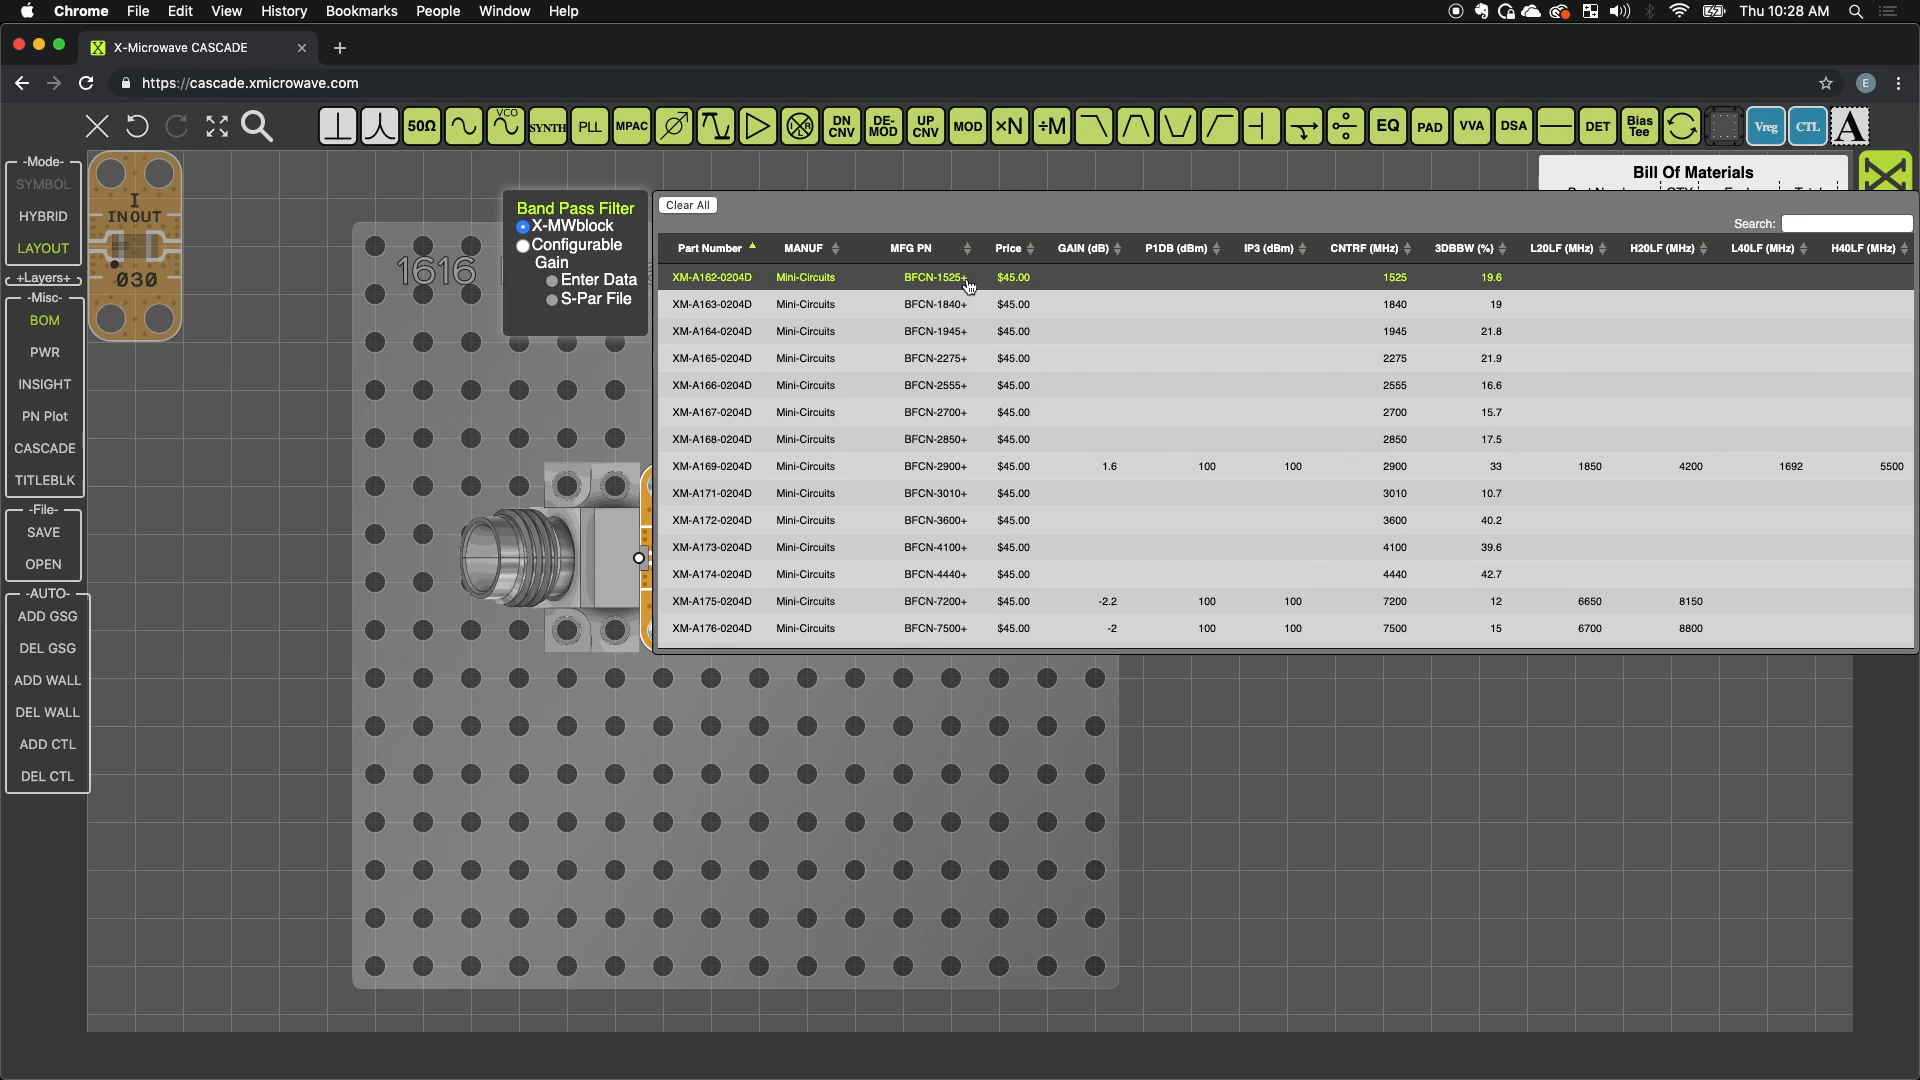 Chrome File Edit View History Bookmarks People Window Help Thu 10:28 AM
X-Microwave CASCADE
https://cascade.xmicrowave.com E
50Ω VCO SYNTH PLL MPAC DN CNV DE-MOD UP CNV MOD ×N ÷M EQ PAD VVA DSA DET Bias Tee Vreg CTL A
-Mode-
SYMBOL
HYBRID
LAYOUT
+Layers+
-Misc-
BOM
PWR
INSIGHT
PN Plot
CASCADE
TITLEBLK
-File-
SAVE
OPEN
-AUTO-
ADD GSG
DEL GSG
ADD WALL
DEL WALL
ADD CTL
DEL CTL
I
IN OUT
030
1616
Bill Of Materials
Band Pass Filter
X-MWblock
Configurable
Gain
Enter Data
S-Par File
Clear All
Search:
Part Number MANUF MFG PN Price GAIN (dB) P1DB (dBm) IP3 (dBm) CNTRF (MHz) 3DBBW (%) L20LF (MHz) H20LF (MHz) L40LF (MHz) H40LF (MHz)
XM-A162-0204D Mini-Circuits BFCN-1525+ $45.00 1525 19.6
XM-A163-0204D Mini-Circuits BFCN-1840+ $45.00 1840 19
XM-A164-0204D Mini-Circuits BFCN-1945+ $45.00 1945 21.8
XM-A165-0204D Mini-Circuits BFCN-2275+ $45.00 2275 21.9
XM-A166-0204D Mini-Circuits BFCN-2555+ $45.00 2555 16.6
XM-A167-0204D Mini-Circuits BFCN-2700+ $45.00 2700 15.7
XM-A168-0204D Mini-Circuits BFCN-2850+ $45.00 2850 17.5
XM-A169-0204D Mini-Circuits BFCN-2900+ $45.00 1.6 100 100 2900 33 1850 4200 1692 5500
XM-A171-0204D Mini-Circuits BFCN-3010+ $45.00 3010 10.7
XM-A172-0204D Mini-Circuits BFCN-3600+ $45.00 3600 40.2
XM-A173-0204D Mini-Circuits BFCN-4100+ $45.00 4100 39.6
XM-A174-0204D Mini-Circuits BFCN-4440+ $45.00 4440 42.7
XM-A175-0204D Mini-Circuits BFCN-7200+ $45.00 -2.2 100 100 7200 12 6650 8150
XM-A176-0204D Mini-Circuits BFCN-7500+ $45.00 -2 100 100 7500 15 6700 8800